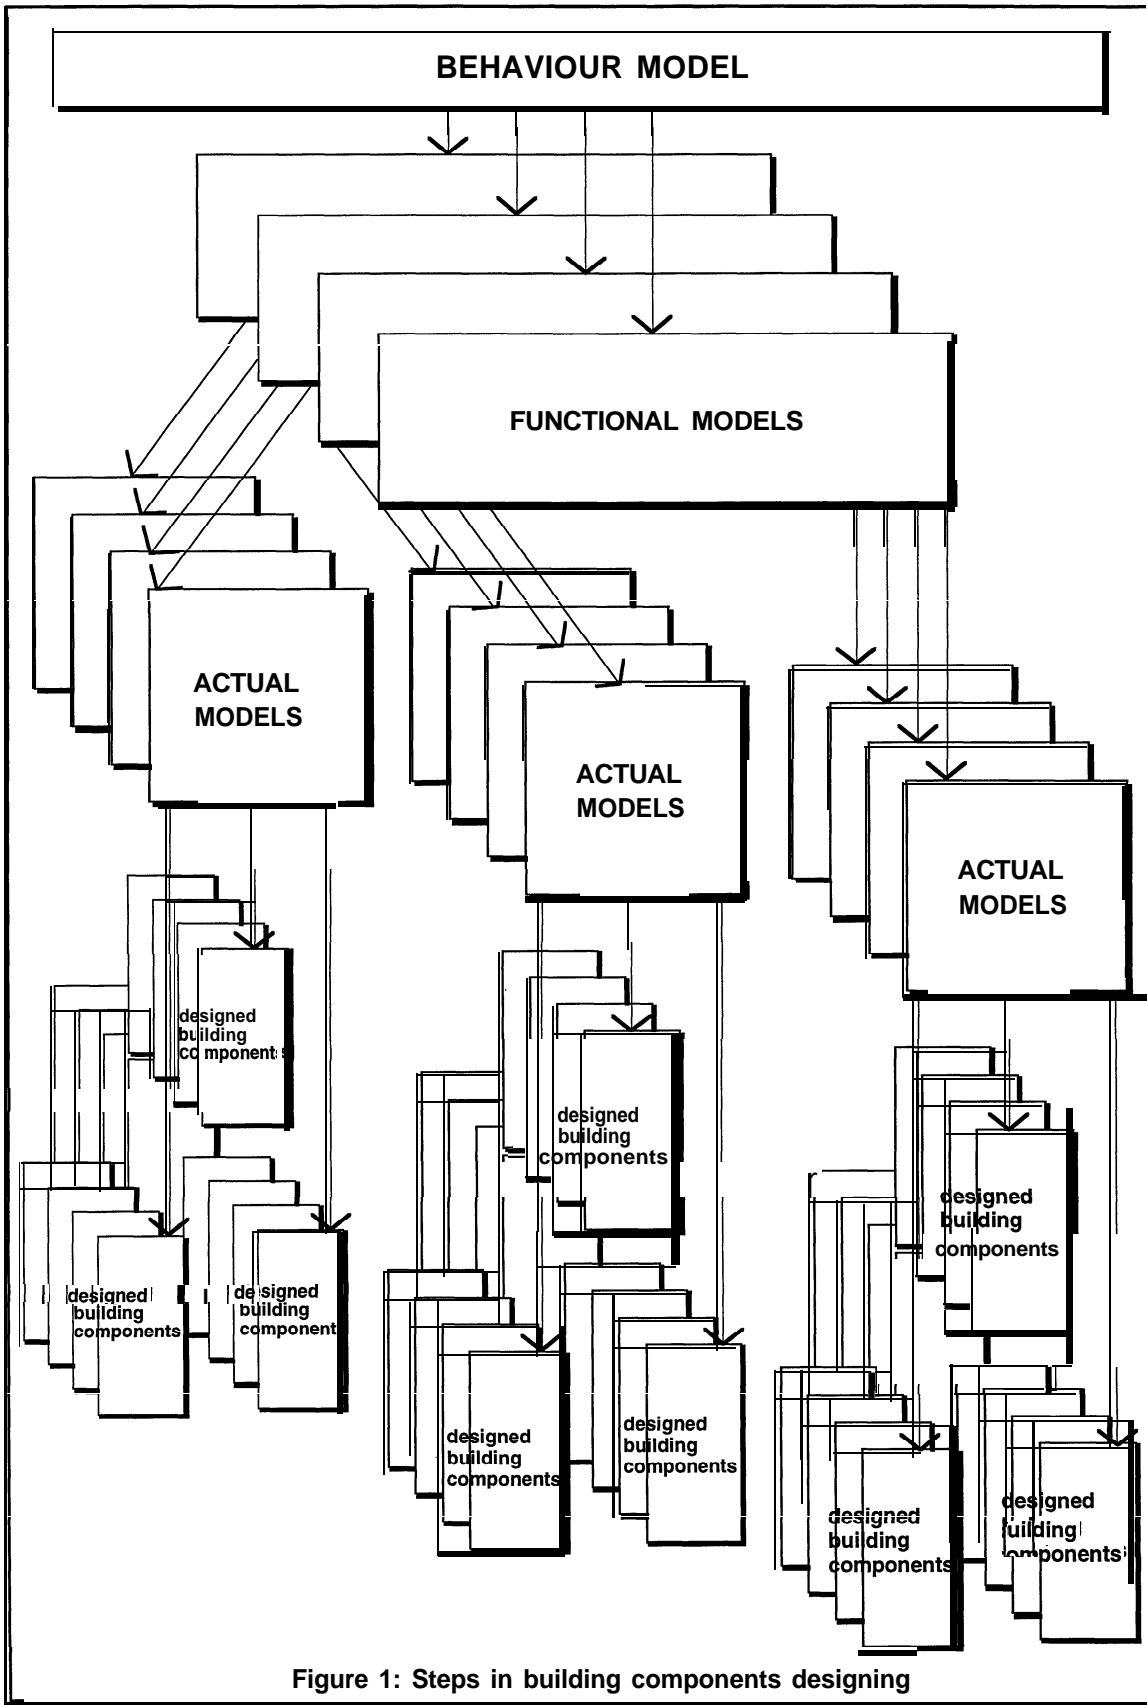 BEHAVIOUR MODEL
FUNCTIONAL MODELS
ACTUAL
MODELS
ACTUAL
MODELS
ACTUAL
MODELS
designed
building
components
designed
building
components
designed
building
component
designed
building
components
designed
building
components
designed
building
components
designed
building
components
designed
building
components
designed
uilding
omponents
Figure 1: Steps in building components designing